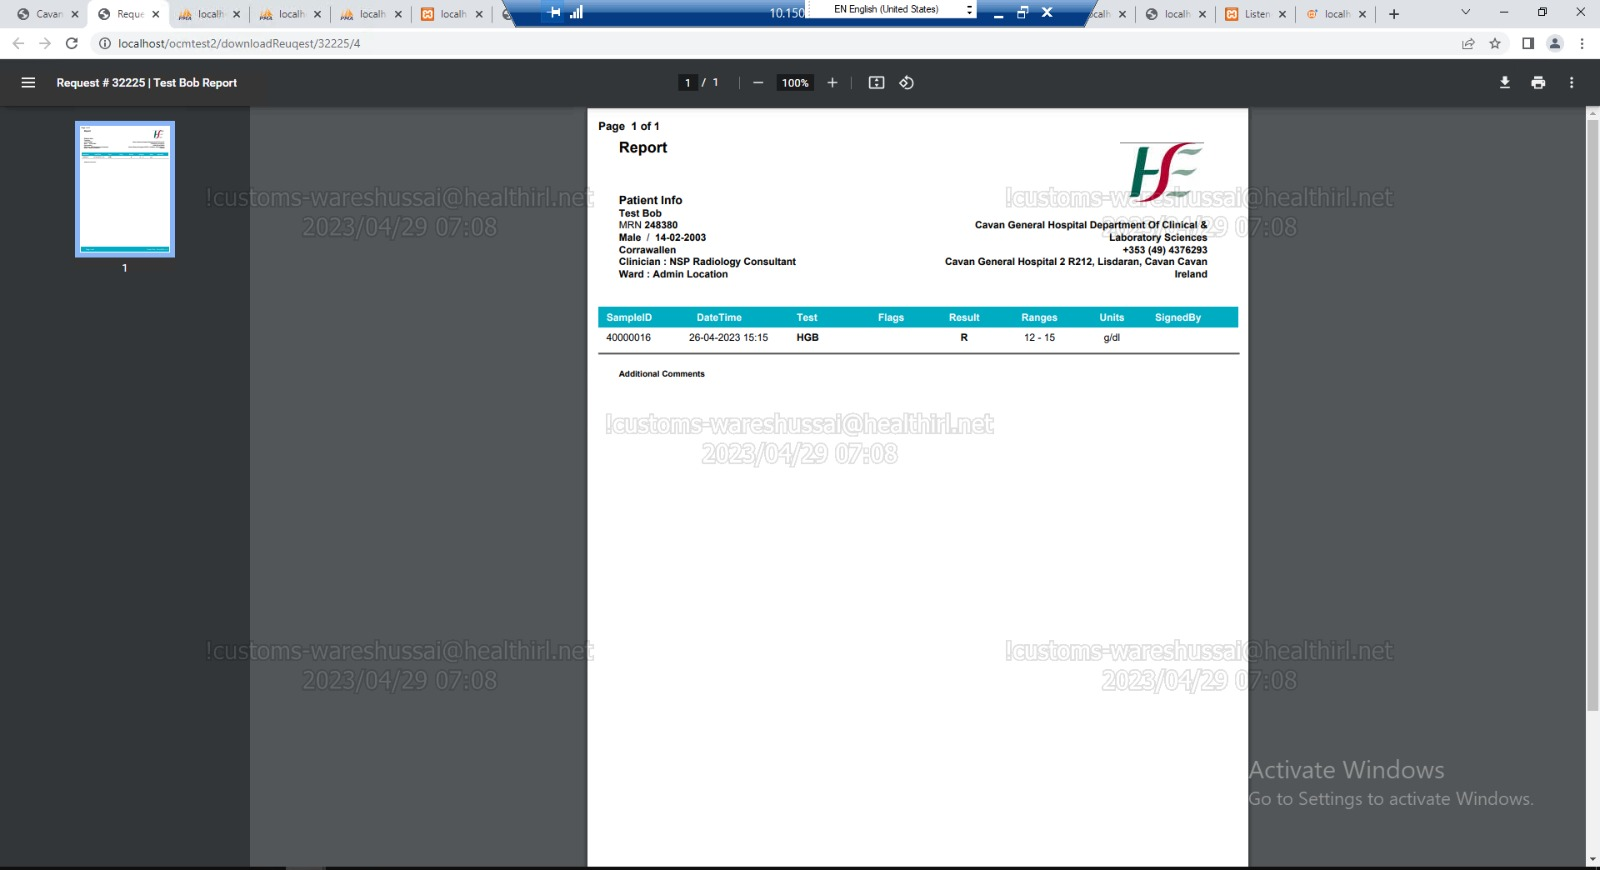 Cavan
Reque
localh
localh
localh
localh
10.150
EN English (United States)
calh
localh
Listen
localh
localhost/ocmtest2/downloadReuqest/32225/4
Request # 32225 | Test Bob Report
1 / 1
100%
1
Page 1 of 1
Report
HSE
Patient Info
Test Bob
MRN 248380
Male / 14-02-2003
Corrawallen
Clinician : NSP Radiology Consultant
Ward : Admin Location
Cavan General Hospital Department Of Clinical &
Laboratory Sciences
+353 (49) 4376293
Cavan General Hospital 2 R212, Lisdaran, Cavan Cavan
Ireland
SampleID DateTime Test Flags Result Ranges Units SignedBy
40000016 26-04-2023 15:15 HGB R 12 - 15 g/dl
Additional Comments
!customs-wareshussai@healthirl.net
2023/04/29 07:08
!customs-wareshussai@healthirl.net
2023/04/29 07:08
!customs-wareshussai@healthirl.net
2023/04/29 07:08
!customs-wareshussai@healthirl.net
2023/04/29 07:08
!customs-wareshussai@healthirl.net
2023/04/29 07:08
Activate Windows
Go to Settings to activate Windows.